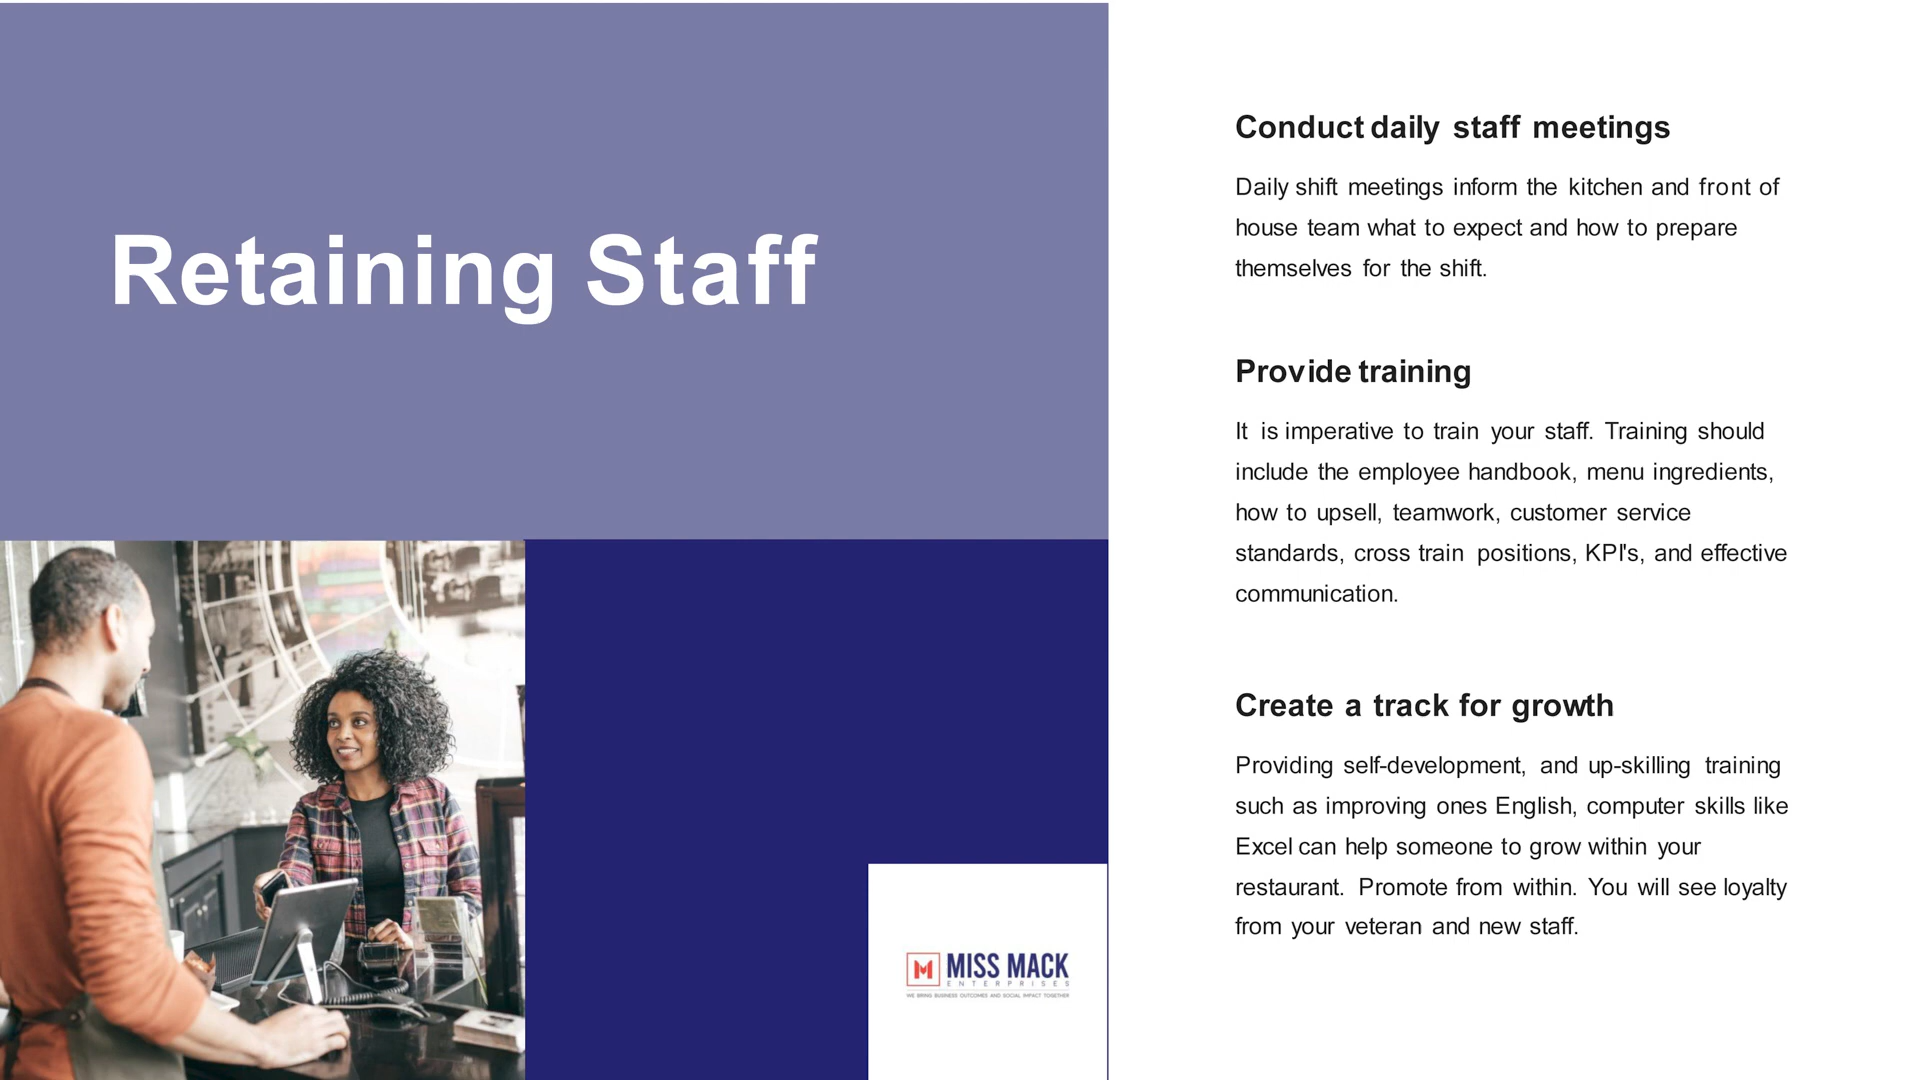 Retaining Staff
Conduct daily staff meetings
Daily shift meetings inform the kitchen and front of
house team what to expect and how to prepare
themselves for the shift.
Provide training
It is imperative to train your staff. Training should
include the employee handbook, menu ingredients,
how to upsell, teamwork, customer service
standards, cross train positions, KPI's, and effective
communication.
Create a track for growth
Providing self-development, and up-skilling training
such as improving ones English, computer skills like
Excel can help someone to grow within your
restaurant. Promote from within. You will see loyalty
from your veteran and new staff.
MISS MACK
ENTERPRISES
WE BRING BUSINESS OUTCOMES AND SOCIAL IMPACT TOGETHER